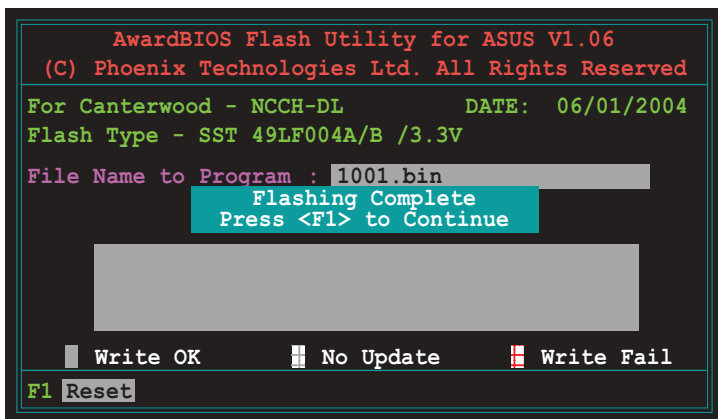 AwardBIOS Flash Utility for ASUS V1.06
(C) Phoenix Technologies Ltd. All Rights Reserved
For Canterwood - NCCH-DL DATE: 06/01/2004
Flash Type - SST 49LF004A/B /3.3V
File Name to Program : 1001.bin
Flashing Complete
Press <F1> to Continue
Write OK No Update Write Fail
F1 Reset